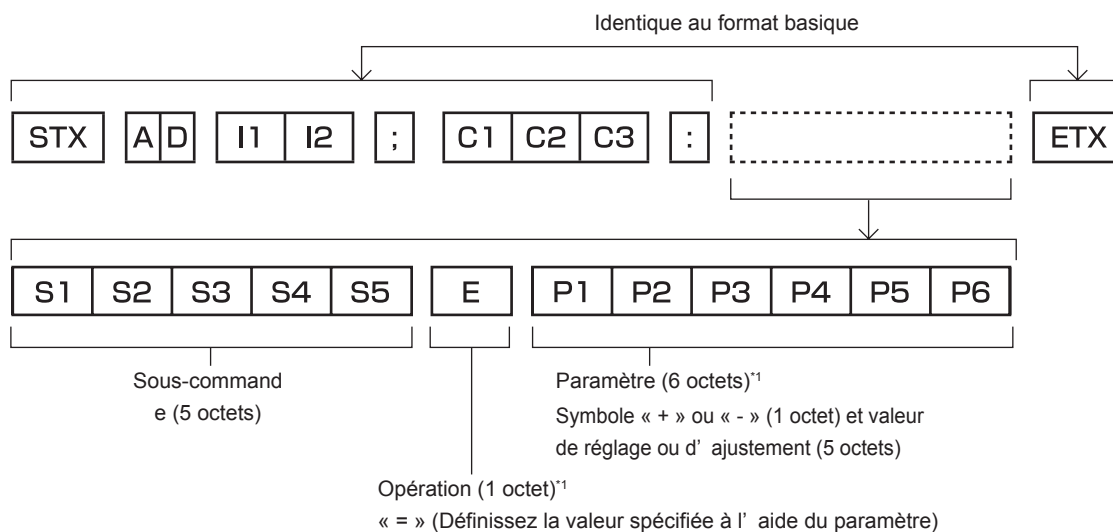 Identique au format basique
STX A D I1 I2 ; C1 C2 C3 : ETX
S1 S2 S3 S4 S5 E P1 P2 P3 P4 P5 P6
Sous-command
e (5 octets)
Paramètre (6 octets)*1
Symbole « + » ou « - » (1 octet) et valeur
de réglage ou d’ ajustement (5 octets)
Opération (1 octet)*1
« = » (Définissez la valeur spécifiée à l’ aide du paramètre)